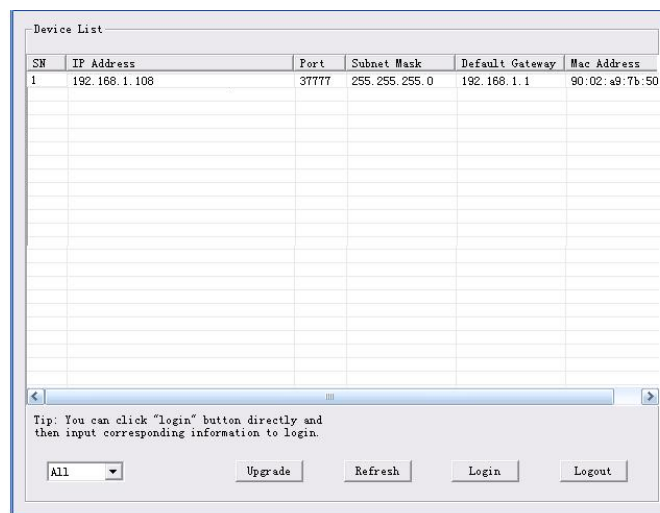 Device List
SN IP Address Port Subnet Mask Default Gateway Mac Address
1 192.168.1.108 37777 255.255.255.0 192.168.1.1 90:02:a9:7b:50
Tip: You can click "login" button directly and
then input corresponding information to login.
All Upgrade Refresh Login Logout